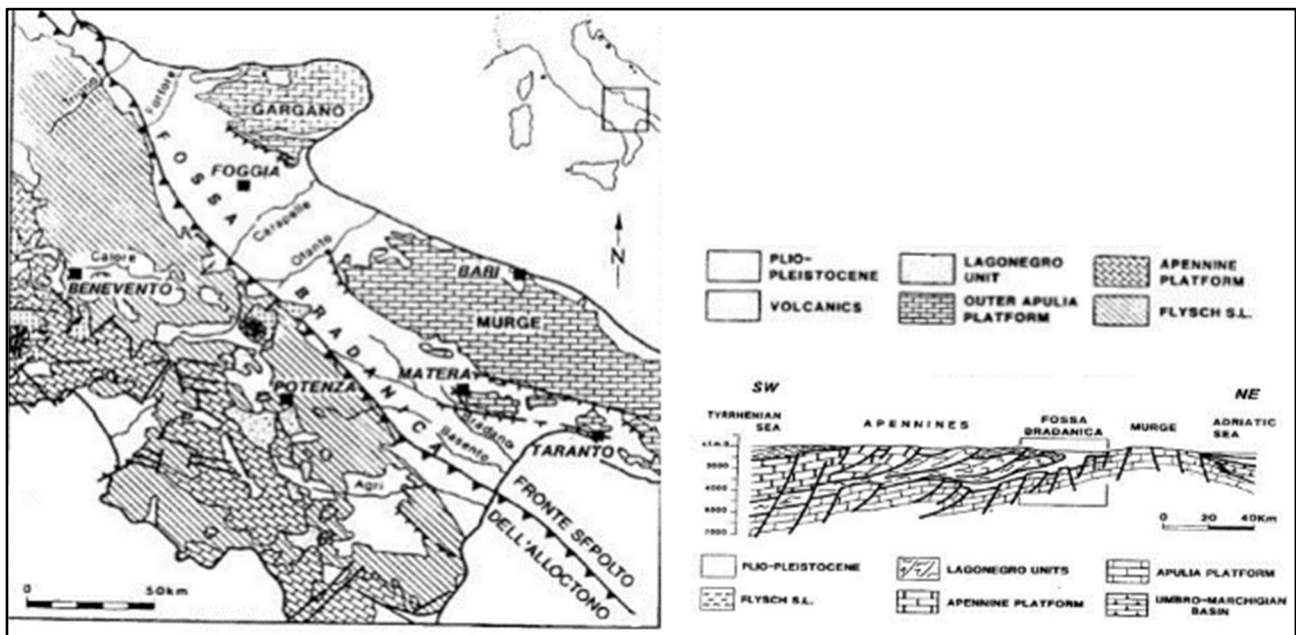 Trigno
Fortore
GARGANO
FOSSA
FOGGIA
Carapelle
Ofanto
Calore
BENEVENTO
BARI
BRADANICA
MURGE
MATERA
POTENZA
Bradano
Basento
TARANTO
Agri
FRONTE SEPOLTO
DELL'ALLOCTONO
0 50km
N
PLIO-
PLEISTOCENE
LAGONEGRO
UNIT
APENNINE
PLATFORM
VOLCANICS
OUTER APULIA
PLATFORM
FLYSCH S.L.
SW
NE
TYRRHENIAN
SEA
APENNINES
FOSSA
BRADANICA
MURGE
ADRIATIC
SEA
4000
7000
0 20 40Km
PLIO-PLEISTOCENE
LAGONEGRO UNITS
APULIA PLATFORM
FLYSCH S.L.
APENNINE PLATFORM
UMBRO-MARCHIGIAN
BASIN